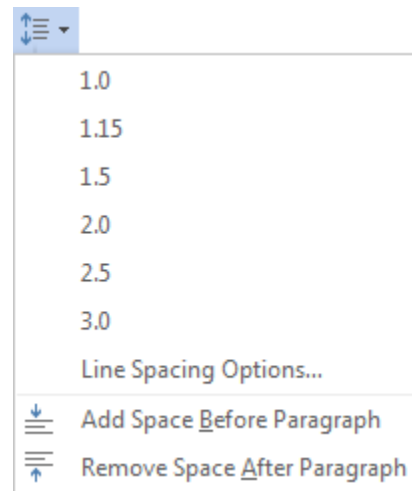 1.0
1.15
1.5
2.0
2.5
3.0
Line Spacing Options...
Add Space Before Paragraph
Remove Space After Paragraph